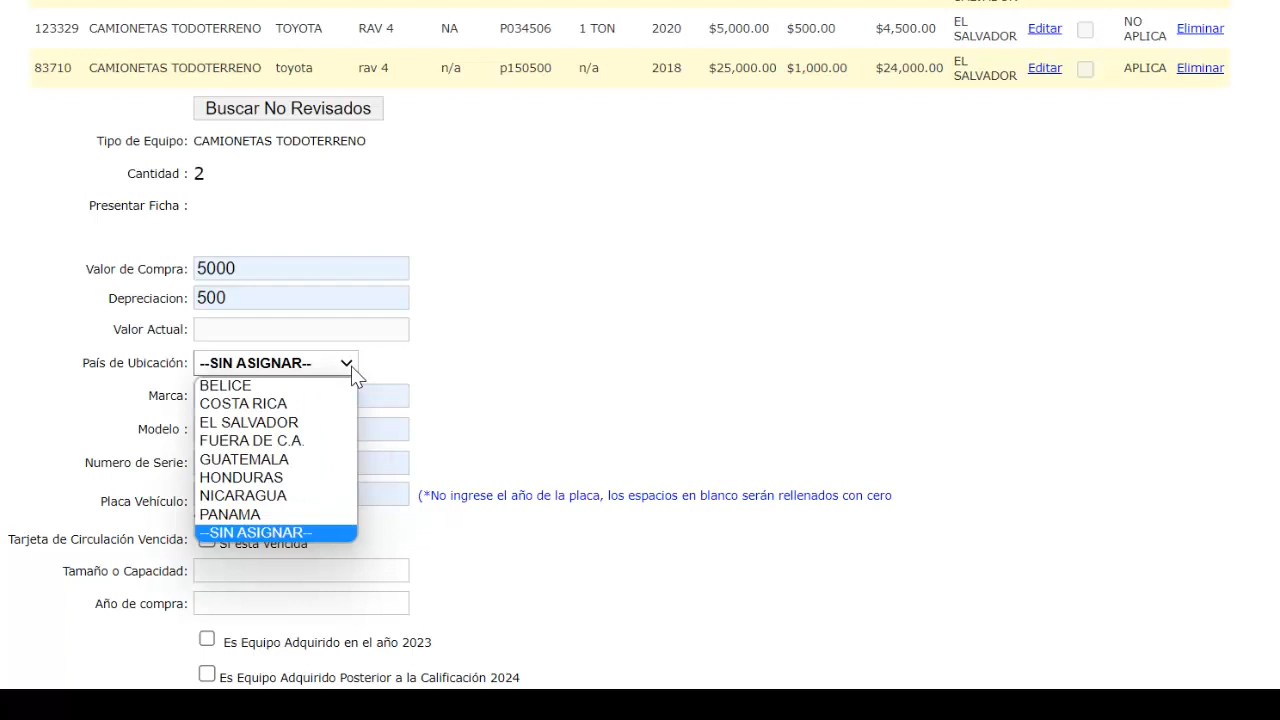 SALVADOR
123329 CAMIONETAS TODOTERRENO TOYOTA RAV 4 NA P034506 1 TON 2020 $5,000.00 $500.00 $4,500.00 EL SALVADOR Editar NO APLICA Eliminar
83710 CAMIONETAS TODOTERRENO toyota rav 4 n/a p150500 n/a 2018 $25,000.00 $1,000.00 $24,000.00 EL SALVADOR Editar APLICA Eliminar
Buscar No Revisados
Tipo de Equipo: CAMIONETAS TODOTERRENO
Cantidad : 2
Presentar Ficha :
Valor de Compra: 5000
Depreciacion: 500
Valor Actual:
País de Ubicación: --SIN ASIGNAR--
BELICE
Marca:
COSTA RICA
EL SALVADOR
Modelo :
FUERA DE C.A.
GUATEMALA
Numero de Serie:
HONDURAS
NICARAGUA
Placa Vehículo: (*No ingrese el año de la placa, los espacios en blanco serán rellenados con cero
PANAMA
--SIN ASIGNAR--
Tarjeta de Circulación Vencida: Si esta vencida
Tamaño o Capacidad:
Año de compra:
Es Equipo Adquirido en el año 2023
Es Equipo Adquirido Posterior a la Calificación 2024